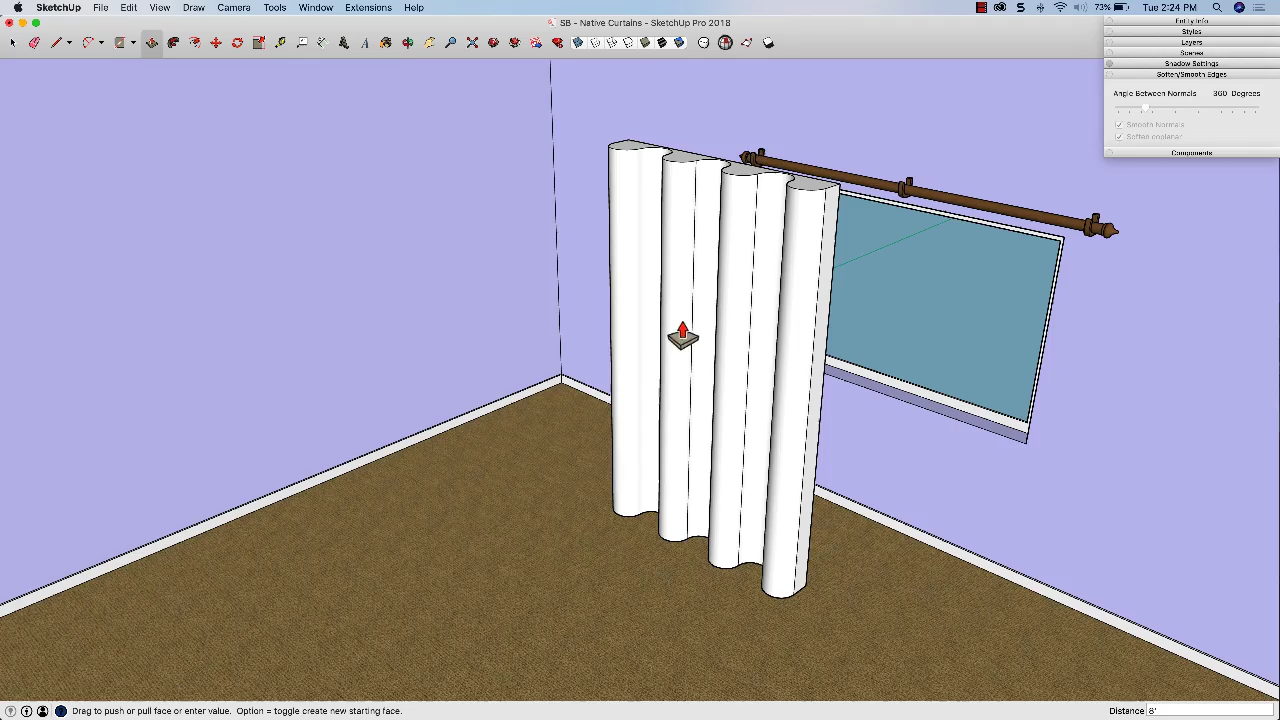 SketchUp File Edit View Draw Camera Tools Window Extensions Help 73% Tue 2:24 PM
SB - Native Curtains - SketchUp Pro 2018
Entity Info
Styles
Layers
Scenes
Shadow Settings
Soften/Smooth Edges
Angle Between Normals 360 Degrees
Smooth Normals
Soften coplanar
Components
Drag to push or pull face or enter value. Option = toggle create new starting face. Distance 8'